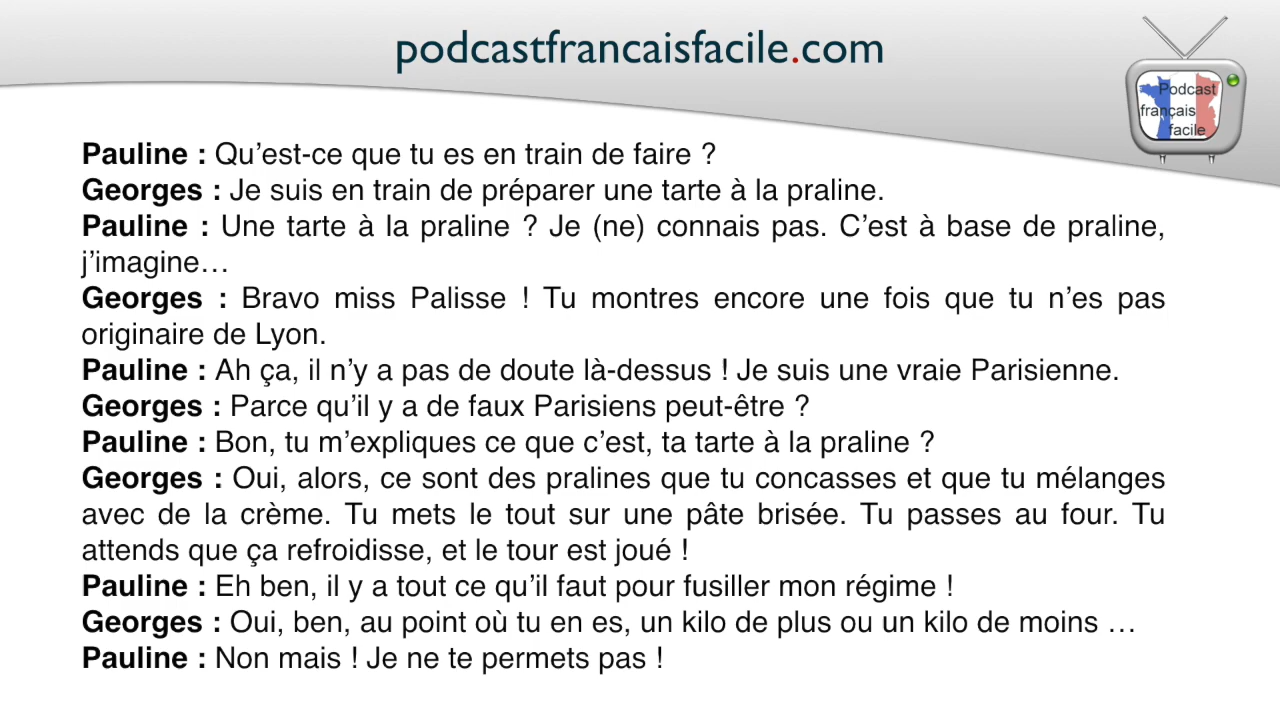 podcastfrancaisfacile.com
Podcast
français
facile
Pauline : Qu’est-ce que tu es en train de faire ?
Georges : Je suis en train de préparer une tarte à la praline.
Pauline : Une tarte à la praline ? Je (ne) connais pas. C’est à base de praline,
j’imagine…
Georges : Bravo miss Palisse ! Tu montres encore une fois que tu n’es pas
originaire de Lyon.
Pauline : Ah ça, il n’y a pas de doute là-dessus ! Je suis une vraie Parisienne.
Georges : Parce qu’il y a de faux Parisiens peut-être ?
Pauline : Bon, tu m’expliques ce que c’est, ta tarte à la praline ?
Georges : Oui, alors, ce sont des pralines que tu concasses et que tu mélanges
avec de la crème. Tu mets le tout sur une pâte brisée. Tu passes au four. Tu
attends que ça refroidisse, et le tour est joué !
Pauline : Eh ben, il y a tout ce qu’il faut pour fusiller mon régime !
Georges : Oui, ben, au point où tu en es, un kilo de plus ou un kilo de moins …
Pauline : Non mais ! Je ne te permets pas !